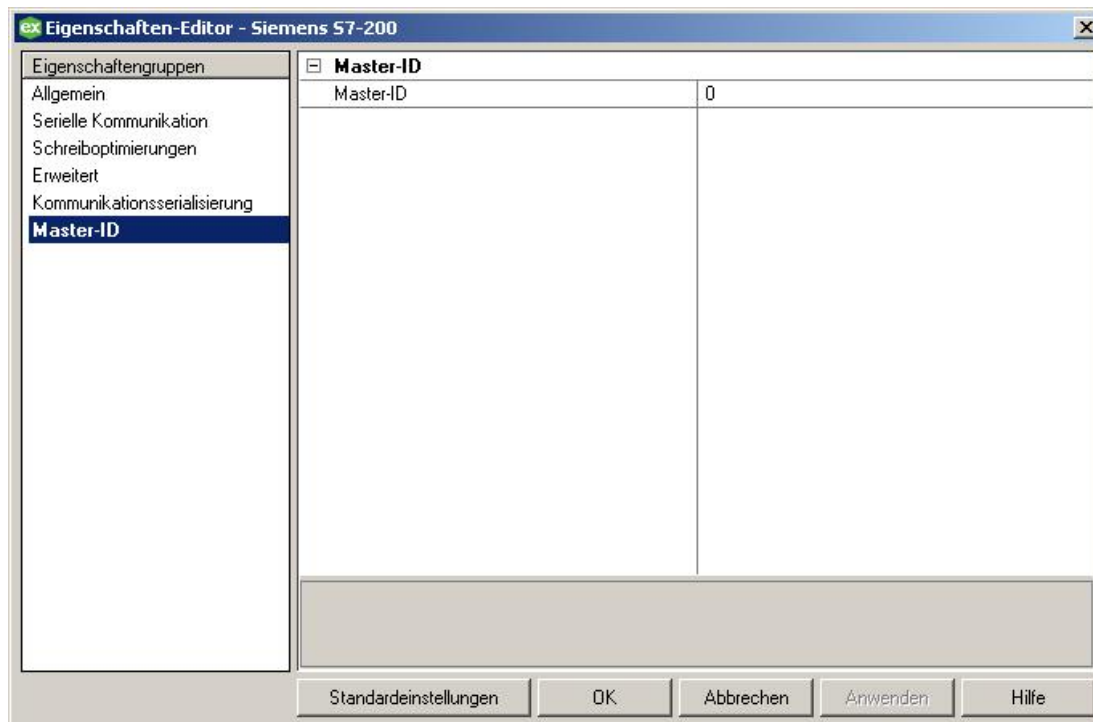 ex Eigenschaften-Editor - Siemens S7-200
Eigenschaftengruppen
Allgemein
Serielle Kommunikation
Schreiboptimierungen
Erweitert
Kommunikationsserialisierung
Master-ID
Master-ID
Master-ID 0
Standardeinstellungen OK Abbrechen Anwenden Hilfe